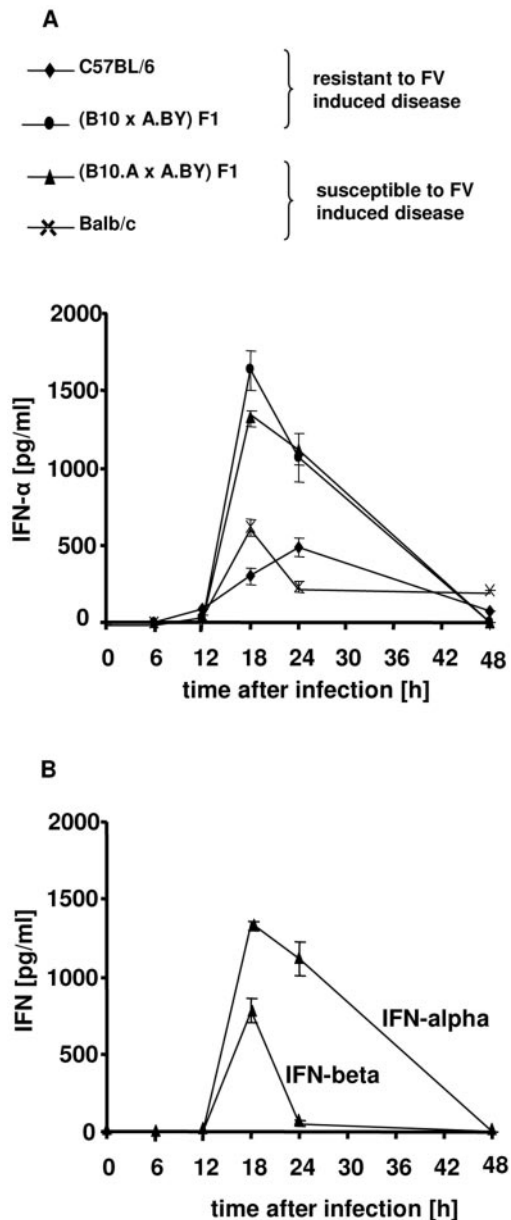 A
C57BL/6
(B10 x A.BY) F1
resistant to FV
induced disease
(B10.A x A.BY) F1
Balb/c
susceptible to FV
induced disease
2000
1500
1000
500
0
IFN-α [pg/ml]
0 6 12 18 24 30 36 42 48
time after infection [h]
B
2000
1500
1000
500
0
IFN [pg/ml]
IFN-alpha
IFN-beta
0 6 12 18 24 30 36 42 48
time after infection [h]